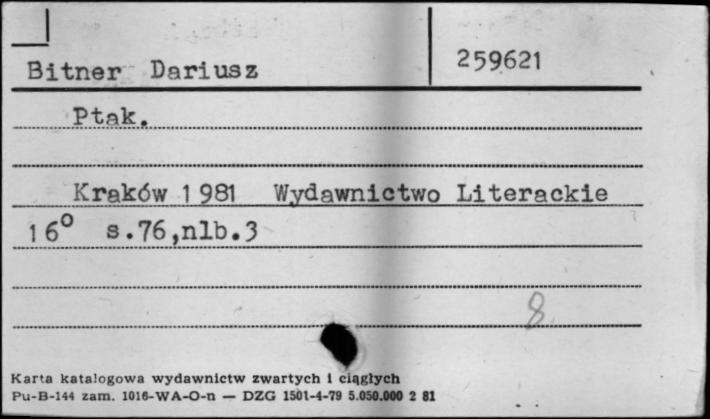 259621
Bitner Dariusz
Ptak.
Kraków 1981 Wydawnictwo Literackie
16° s.76,nlb.3
8
Karta katalogowa wydawnictw zwartych i ciągłych
Pu-B-144 zam. 1016-WA-O-n — DZG 1501-4-79 5.050.000 2 81